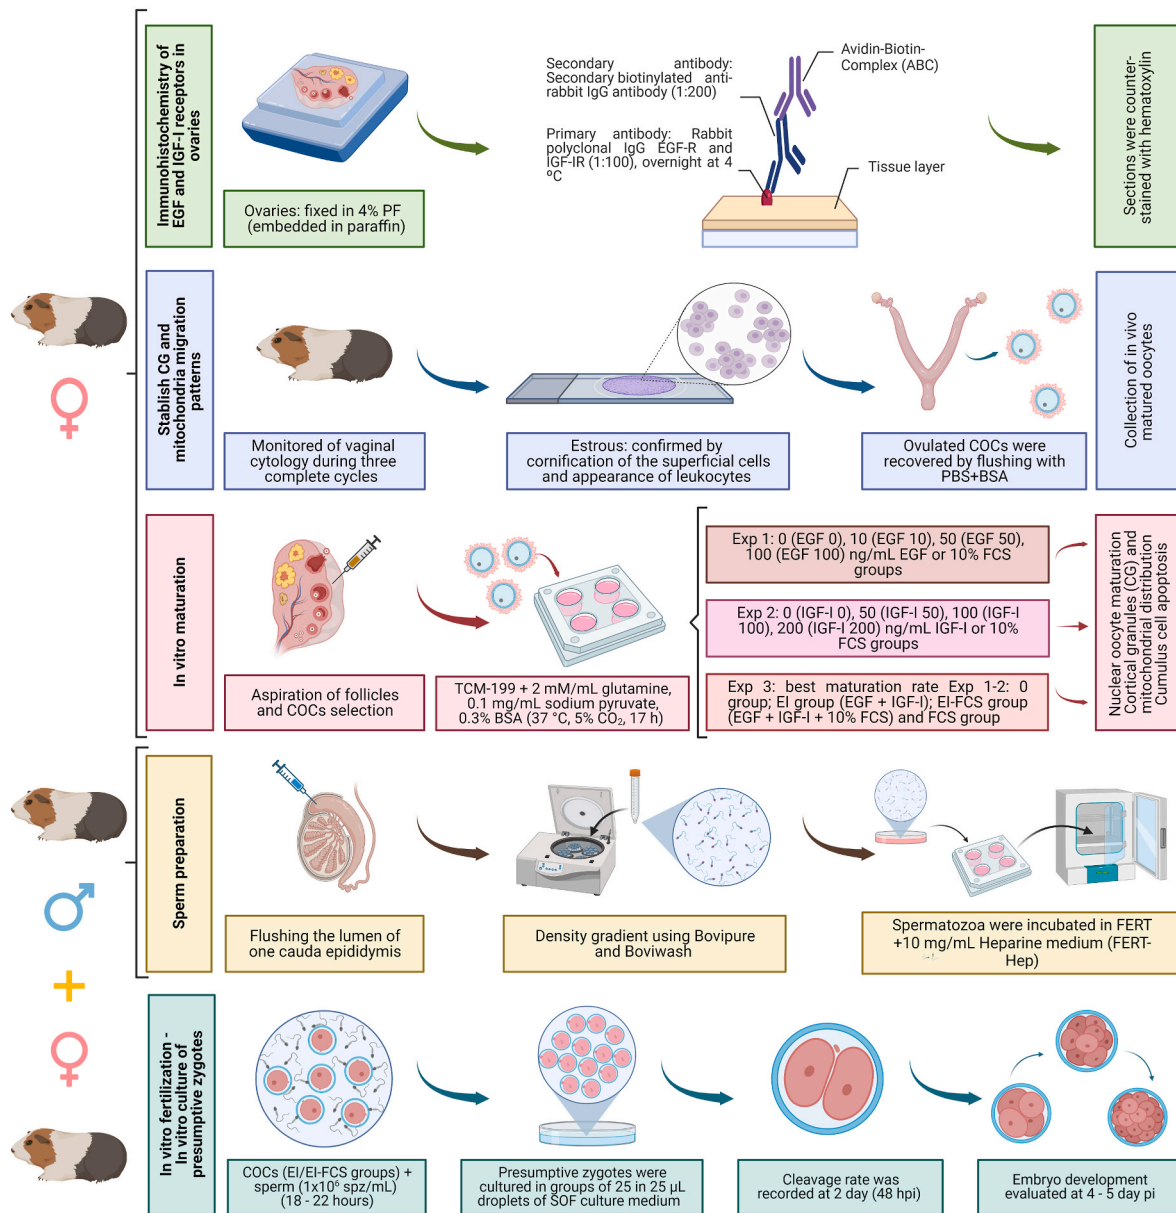 Immunohistochemistry of
EGF and IGF-I receptors in
ovaries
Ovaries: fixed in 4% PF
(embedded in paraffin)
Secondary antibody:
Secondary biotinylated anti-
rabbit IgG antibody (1:200)
Primary antibody: Rabbit
polyclonal IgG EGF-R and
IGF-IR (1:100), overnight at 4
ºC
Avidin-Biotin-
Complex (ABC)
Tissue layer
Sections were counter-
stained with hematoxylin
Stablish CG and
mitochondria migration
patterns
Monitored of vaginal
cytology during three
complete cycles
Estrous: confirmed by
cornification of the superficial cells
and appearance of leukocytes
Ovulated COCs were
recovered by flushing with
PBS+BSA
Collection of in vivo
matured oocytes
In vitro maturation
Aspiration of follicles
and COCs selection
TCM-199 + 2 mM/mL glutamine,
0.1 mg/mL sodium pyruvate,
0.3% BSA (37 °C, 5% CO₂, 17 h)
Exp 1: 0 (EGF 0), 10 (EGF 10), 50 (EGF 50),
100 (EGF 100) ng/mL EGF or 10% FCS
groups
Exp 2: 0 (IGF-I 0), 50 (IGF-I 50), 100 (IGF-I
100), 200 (IGF-I 200) ng/mL IGF-I or 10%
FCS groups
Exp 3: best maturation rate Exp 1-2: 0
group; EI group (EGF + IGF-I); EI-FCS group
(EGF + IGF-I + 10% FCS) and FCS group
Nuclear oocyte maturation
Cortical granules (CG) and
mitochondrial distribution
Cumulus cell apoptosis
Sperm preparation
Flushing the lumen of
one cauda epididymis
Density gradient using Bovipure
and Boviwash
Spermatozoa were incubated in FERT
+10 mg/mL Heparine medium (FERT-
Hep)
In vitro fertilization -
In vitro culture of
presumptive zygotes
COCs (EI/EI-FCS groups) +
sperm (1x10⁶ spz/mL)
(18 - 22 hours)
Presumptive zygotes were
cultured in groups of 25 in 25 µL
droplets of SOF culture medium
Cleavage rate was
recorded at 2 day (48 hpi)
Embryo development
evaluated at 4 - 5 day pi